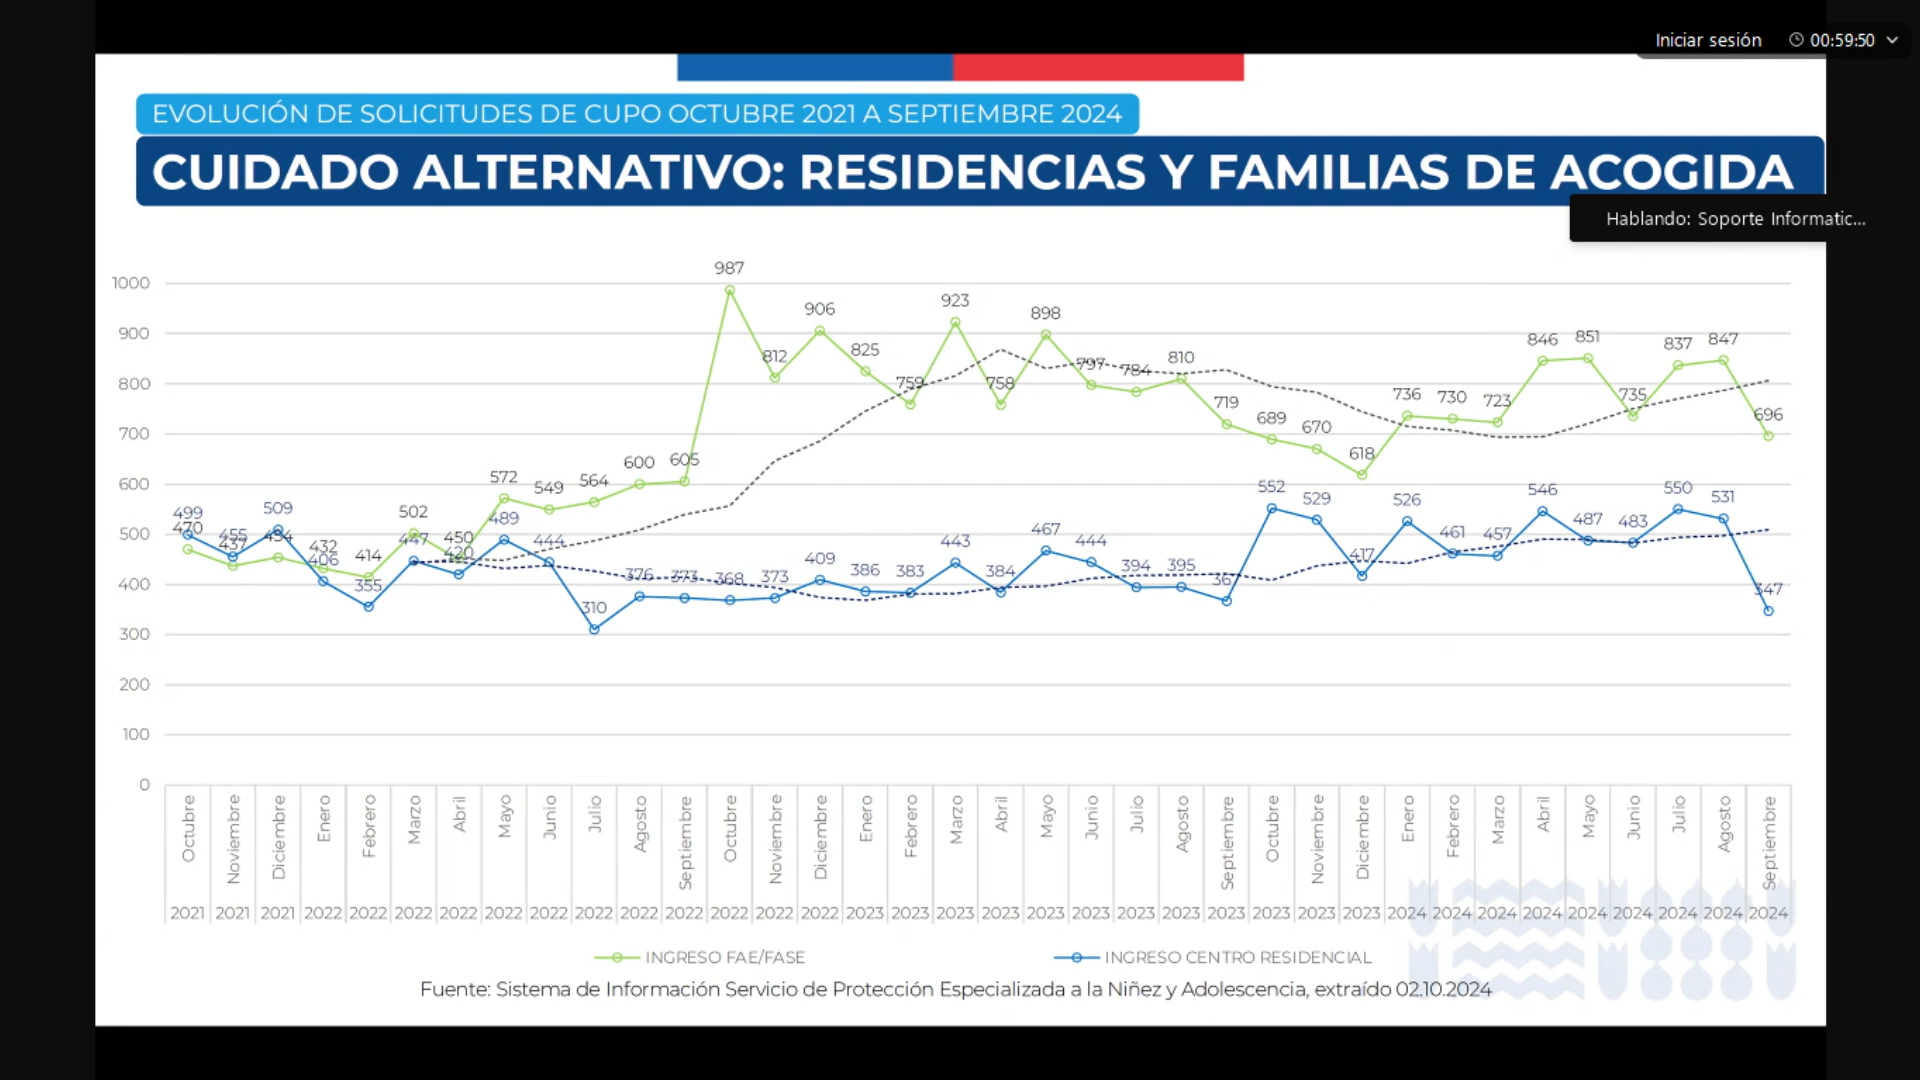 Iniciar sesión 00:59:50
EVOLUCIÓN DE SOLICITUDES DE CUPO OCTUBRE 2021 A SEPTIEMBRE 2024
CUIDADO ALTERNATIVO: RESIDENCIAS Y FAMILIAS DE ACOGIDA
Hablando: Soporte Informatic...
1000
900
800
700
600
500
400
300
200
100
0
470 437 454 432 414 502 450 572 549 564 600 605 987 812 906 825 759 923 758 898 797 784 810 719 689 670 618 736 730 723 846 851 735 837 847 696
499 455 509 406 355 447 420 489 444 310 376 373 368 373 409 386 383 443 384 467 444 394 395 367 552 529 417 526 461 457 546 487 483 550 531 347
Octubre Noviembre Diciembre Enero Febrero Marzo Abril Mayo Junio Julio Agosto Septiembre Octubre Noviembre Diciembre Enero Febrero Marzo Abril Mayo Junio Julio Agosto Septiembre Octubre Noviembre Diciembre Enero Febrero Marzo Abril Mayo Junio Julio Agosto Septiembre
2021 2021 2021 2022 2022 2022 2022 2022 2022 2022 2022 2022 2022 2022 2022 2023 2023 2023 2023 2023 2023 2023 2023 2023 2023 2023 2023 2024 2024 2024 2024 2024 2024 2024 2024 2024
INGRESO FAE/FASE INGRESO CENTRO RESIDENCIAL
Fuente: Sistema de Información Servicio de Protección Especializada a la Niñez y Adolescencia, extraído 02.10.2024